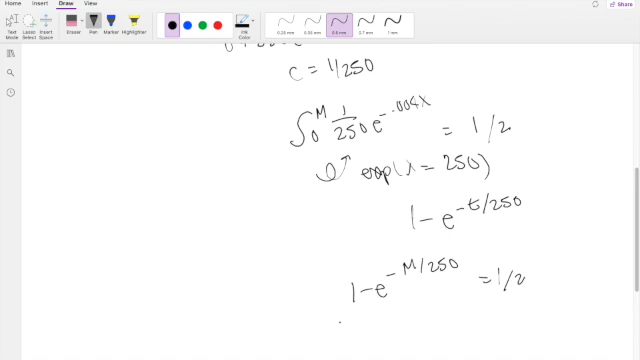 Home Insert Draw View Share
Text Select Lasso Select Insert Space Eraser Pen Marker Highlighter Ink Color 0.25 mm 0.35 mm 0.5 mm 0.7 mm 1 mm
c = 1/250
∫₀ᴹ 1/250 e^{-.004x} = 1/2
exp(λ = 250)
1 - e^{-t/250}
1 - e^{-M/250} = 1/2